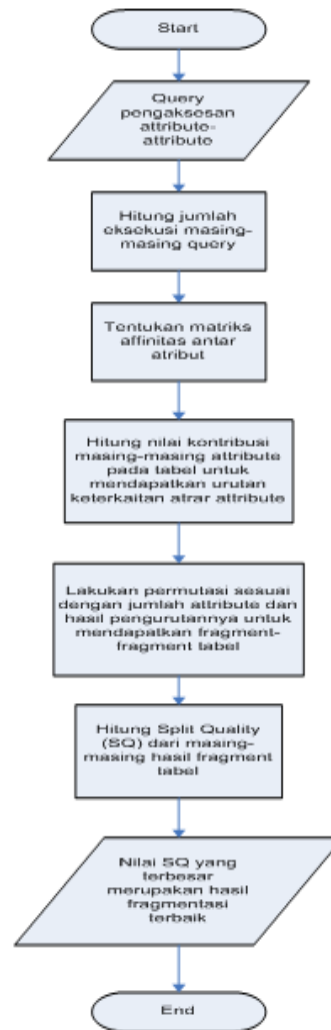 Start
Query
pengaksesan
attribute-
attribute
Hitung jumlah
eksekusi masing-
masing query
Tentukan matriks
affinitas antar
atribut
Hitung nilai kontribusi
masing-masing attribute
pada tabel untuk
mendapatkan urutan
keterkaitan atrar attribute
Lakukan permutasi sesuai
dengan jumlah attribute dan
hasil pengurutannya untuk
mendapatkan fragment-
fragment tabel
Hitung Split Quality
(SQ) dari masing-
masing hasil fragment
tabel
Nilai SQ yang
terbesar
merupakan hasil
fragmentasi
terbaik
End